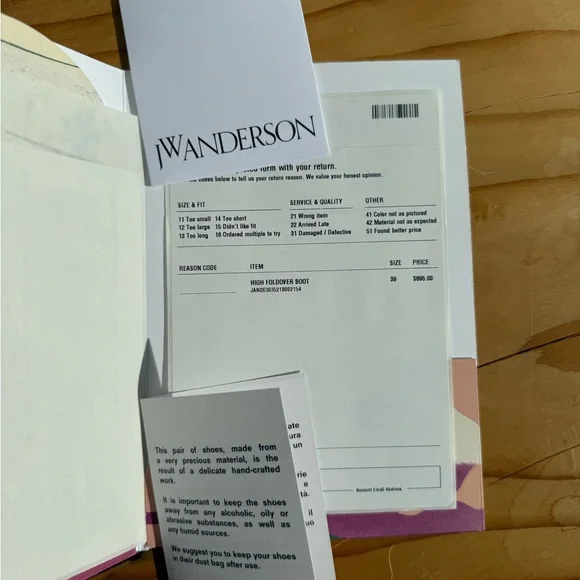 JWANDERSON
form with your return.
below to tell us your return reason. We value your honest opinion.
SIZE & FIT
11 Too small 14 Too short
12 Too large 15 Didn't like fit
13 Too long 16 Ordered multiple to try
SERVICE & QUALITY
21 Wrong item
22 Arrived Late
31 Damaged / Defective
OTHER
41 Color not as pictured
42 Material not as expected
51 Found better price
REASON CODE ITEM SIZE PRICE
HIGH FOLDOVER BOOT 39 $895.00
JANDE3035218002154
Account Email Address
This pair of shoes, made from
a very precious material, is the
result of a delicate hand-crafted
work.
It is important to keep the shoes
away from any alcoholic, oily or
abrasive substances, as well as
any humid sources.
We suggest you to keep your shoes
in their dust bag after use.
un
e
il